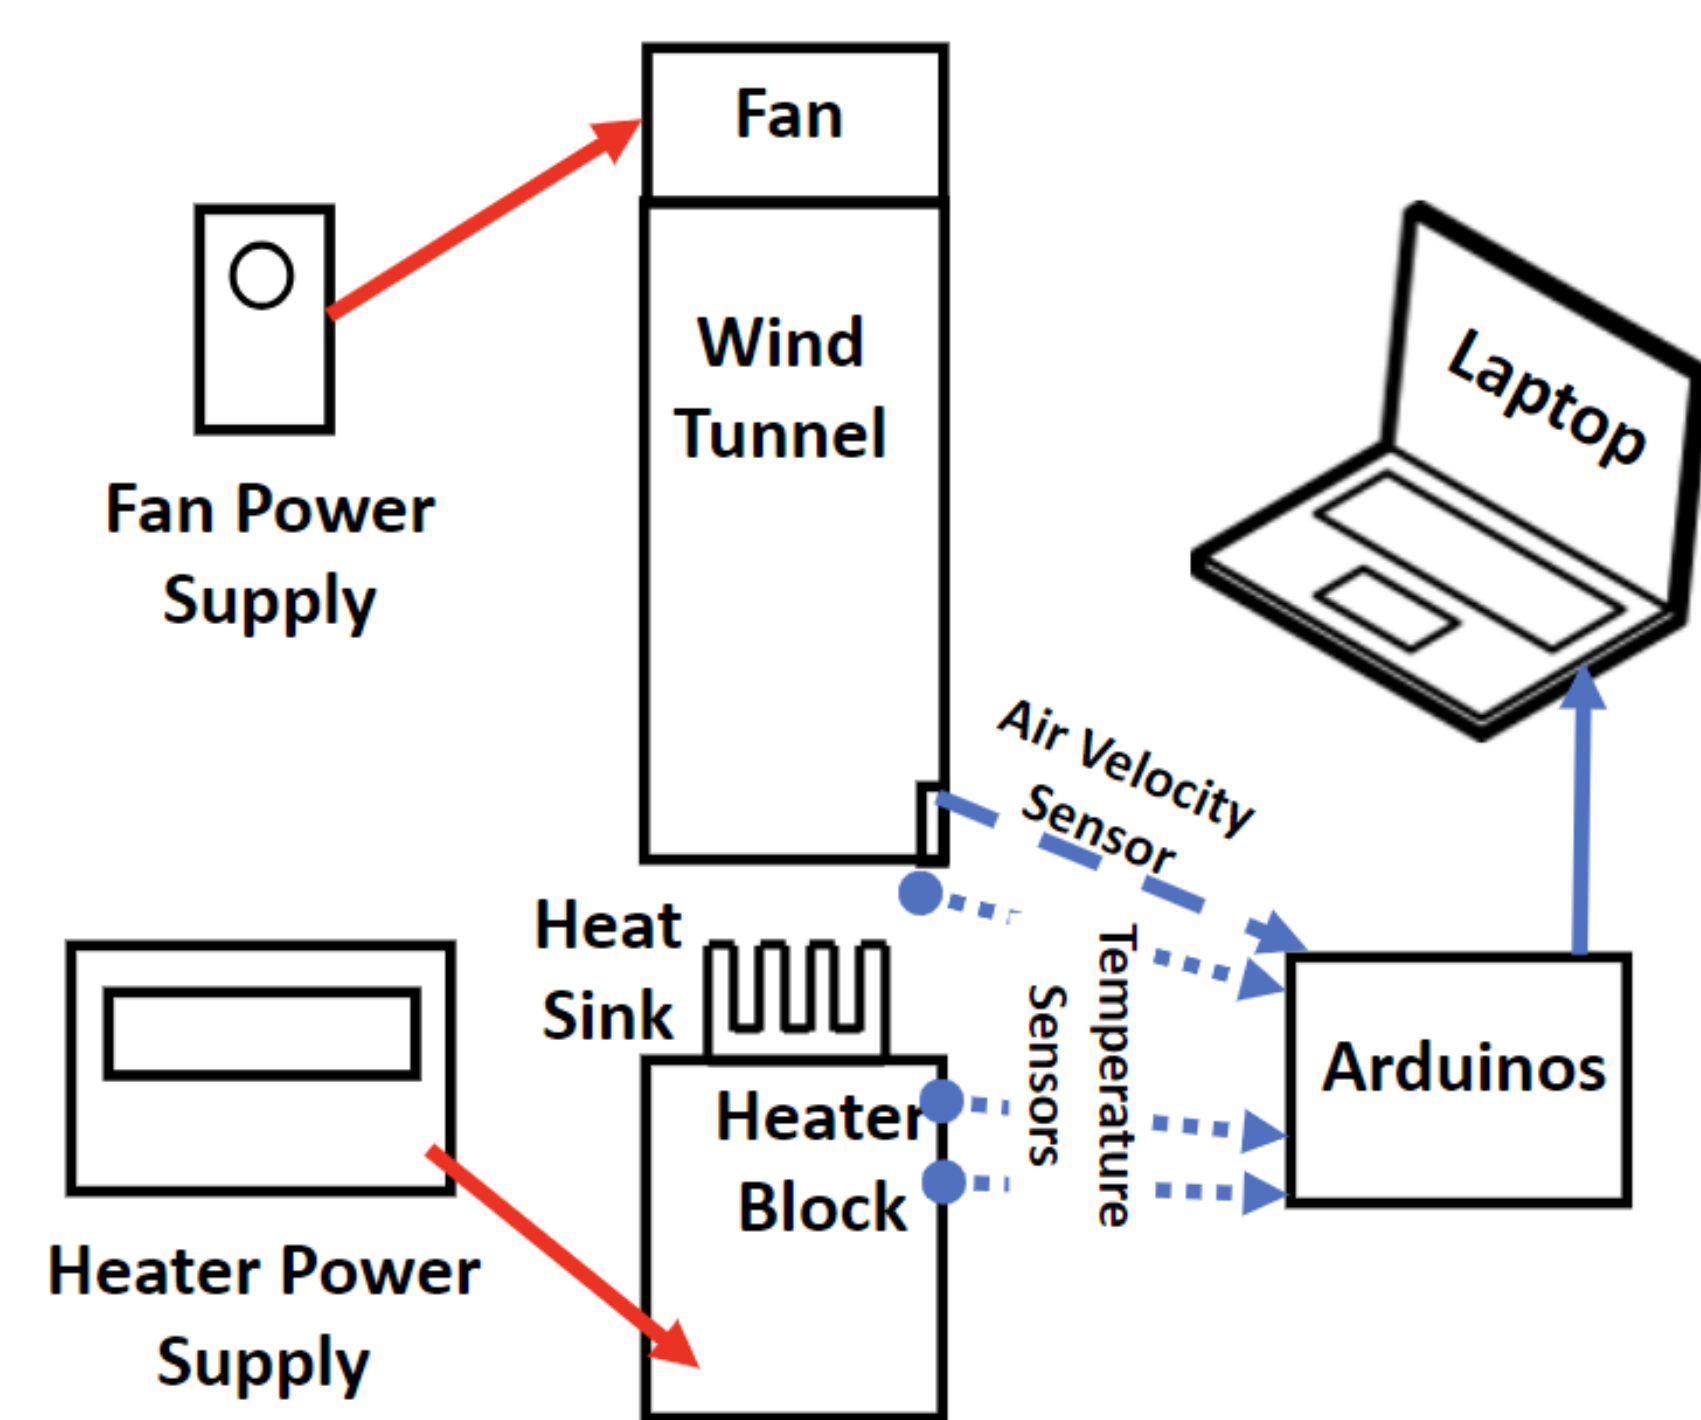 Fan
Wind
Tunnel
Fan Power
Supply
Laptop
Air Velocity
Sensor
Heat
Sink
Temperature
Sensors
Heater
Block
Arduinos
Heater Power
Supply